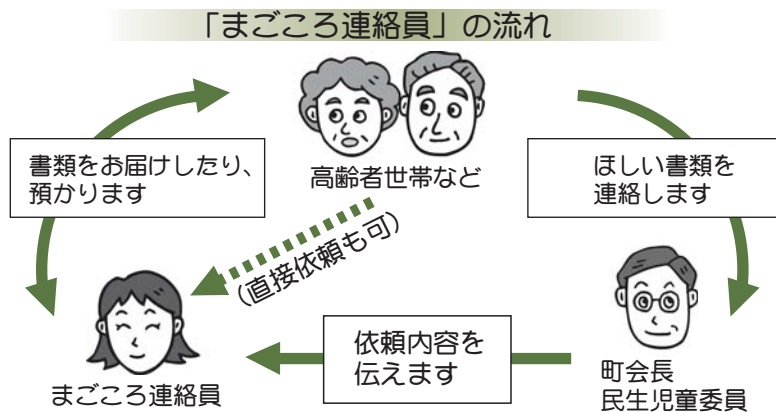 「まごころ連絡員」の流れ
高齢者世帯など
書類をお届けしたり、
預かります
ほしい書類を
連絡します
(直接依頼も可)
依頼内容を
伝えます
まごころ連絡員
町会長
民生児童委員